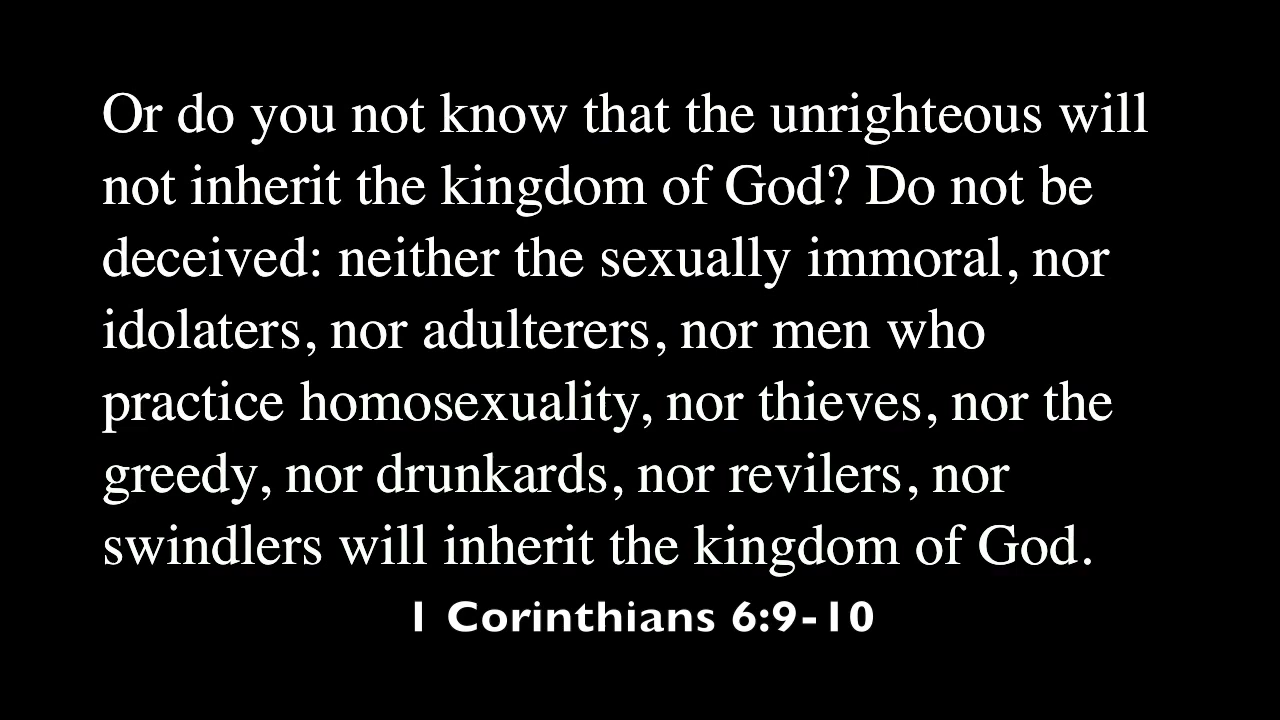 Or do you not know that the unrighteous will
not inherit the kingdom of God? Do not be
deceived: neither the sexually immoral, nor
idolaters, nor adulterers, nor men who
practice homosexuality, nor thieves, nor the
greedy, nor drunkards, nor revilers, nor
swindlers will inherit the kingdom of God.
1 Corinthians 6:9-10